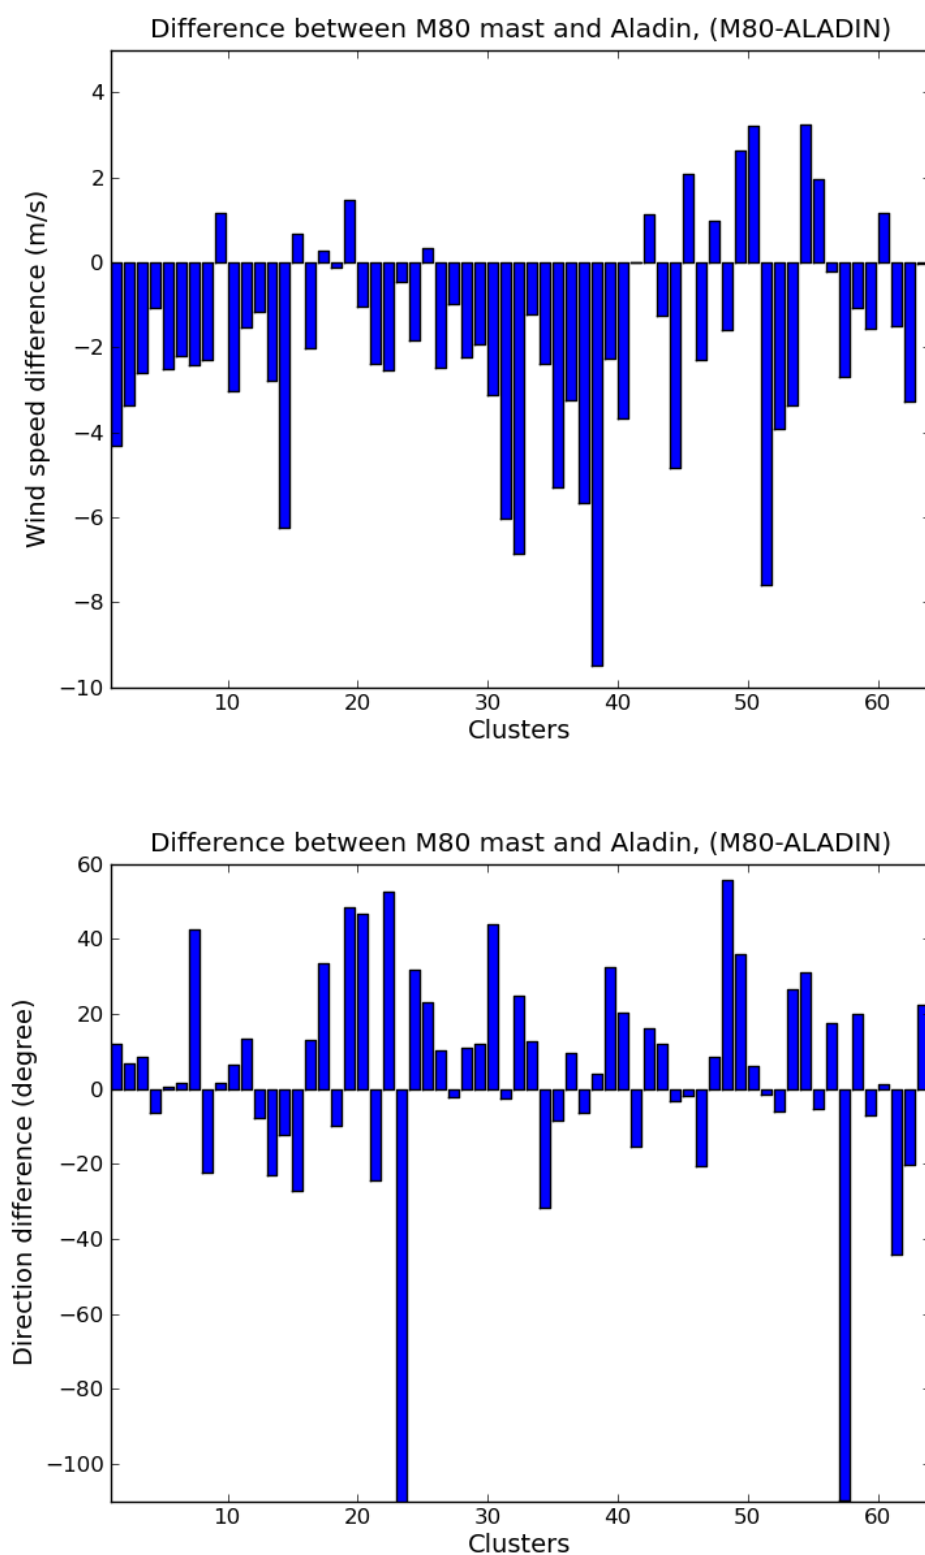 Difference between M80 mast and Aladin, (M80-ALADIN)
4
2
0
−2
−4
−6
−8
−10
Wind speed difference (m/s)
10 20 30 40 50 60
Clusters
Difference between M80 mast and Aladin, (M80-ALADIN)
60
40
20
0
−20
−40
−60
−80
−100
Direction difference (degree)
10 20 30 40 50 60
Clusters